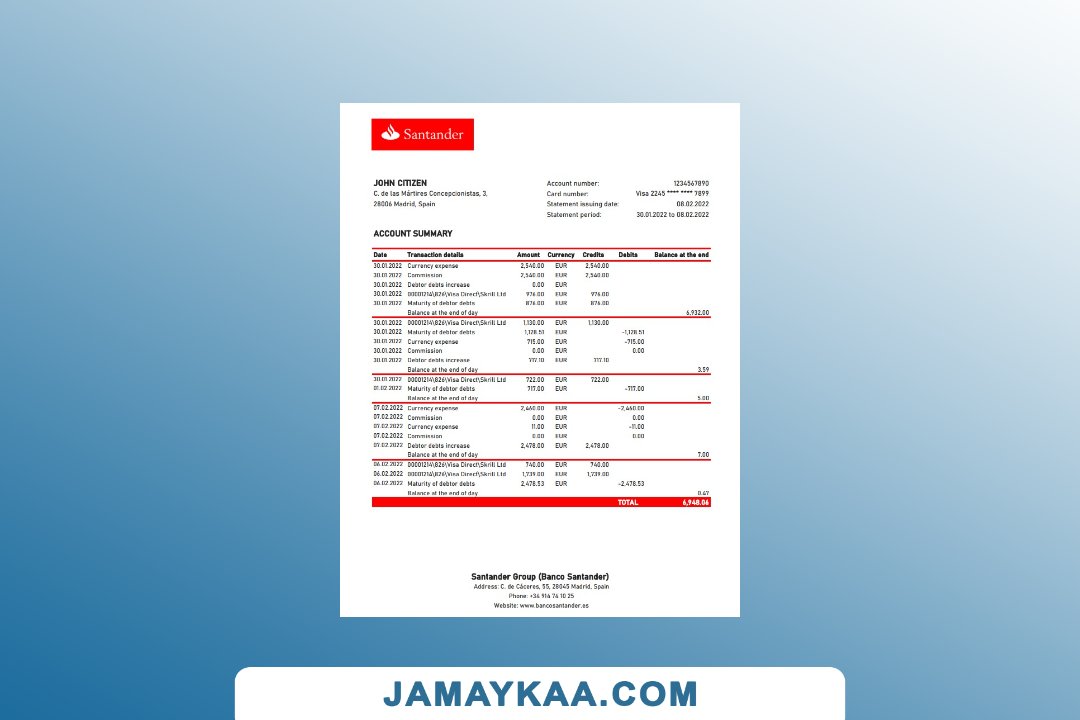 Santander
JOHN CITIZEN
C. de las Mártires Concepcionistas, 3,
28006 Madrid, Spain
Account number: 1234567890
Card number: Visa 2245 **** **** 7899
Statement issuing date: 08.02.2022
Statement period: 30.01.2022 to 08.02.2022
ACCOUNT SUMMARY
Date Transaction details Amount Currency Credits Debits Balance at the end
30.01.2022 Currency expense 2,540.00 EUR 2,540.00
30.01.2022 Commission 2,540.00 EUR 2,540.00
30.01.2022 Debtor debts increase 0.00 EUR
30.01.2022 00001214\826\Visa Direct\Skrill Ltd 976.00 EUR 976.00
30.01.2022 Maturity of debtor debts 876.00 EUR 876.00
Balance at the end of day 6,932.00
30.01.2022 00001214\826\Visa Direct\Skrill Ltd 1,130.00 EUR 1,130.00
30.01.2022 Maturity of debtor debts 1,128.51 EUR -1,128.51
30.01.2022 Currency expense 715.00 EUR -715.00
30.01.2022 Commission 0.00 EUR 0.00
30.01.2022 Debtor debts increase 717.10 EUR 717.10
Balance at the end of day 3.59
30.01.2022 00001214\826\Visa Direct\Skrill Ltd 722.00 EUR 722.00
01.02.2022 Maturity of debtor debts 717.00 EUR -717.00
Balance at the end of day 5.00
07.02.2022 Currency expense 2,460.00 EUR -2,460.00
07.02.2022 Commission 0.00 EUR 0.00
07.02.2022 Currency expense 11.00 EUR -11.00
07.02.2022 Commission 0.00 EUR 0.00
07.02.2022 Debtor debts increase 2,478.00 EUR 2,478.00
Balance at the end of day 7.00
06.02.2022 00001214\826\Visa Direct\Skrill Ltd 740.00 EUR 740.00
06.02.2022 00001214\826\Visa Direct\Skrill Ltd 1,739.00 EUR 1,739.00
06.02.2022 Maturity of debtor debts 2,478.53 EUR -2,478.53
Balance at the end of day 0.47
TOTAL 6,948.06
Santander Group (Banco Santander)
Address: C. de Cáceres, 55, 28045 Madrid, Spain
Phone: +34 914 74 10 25
Website: www.bancosantander.es
JAMAYKAA.COM